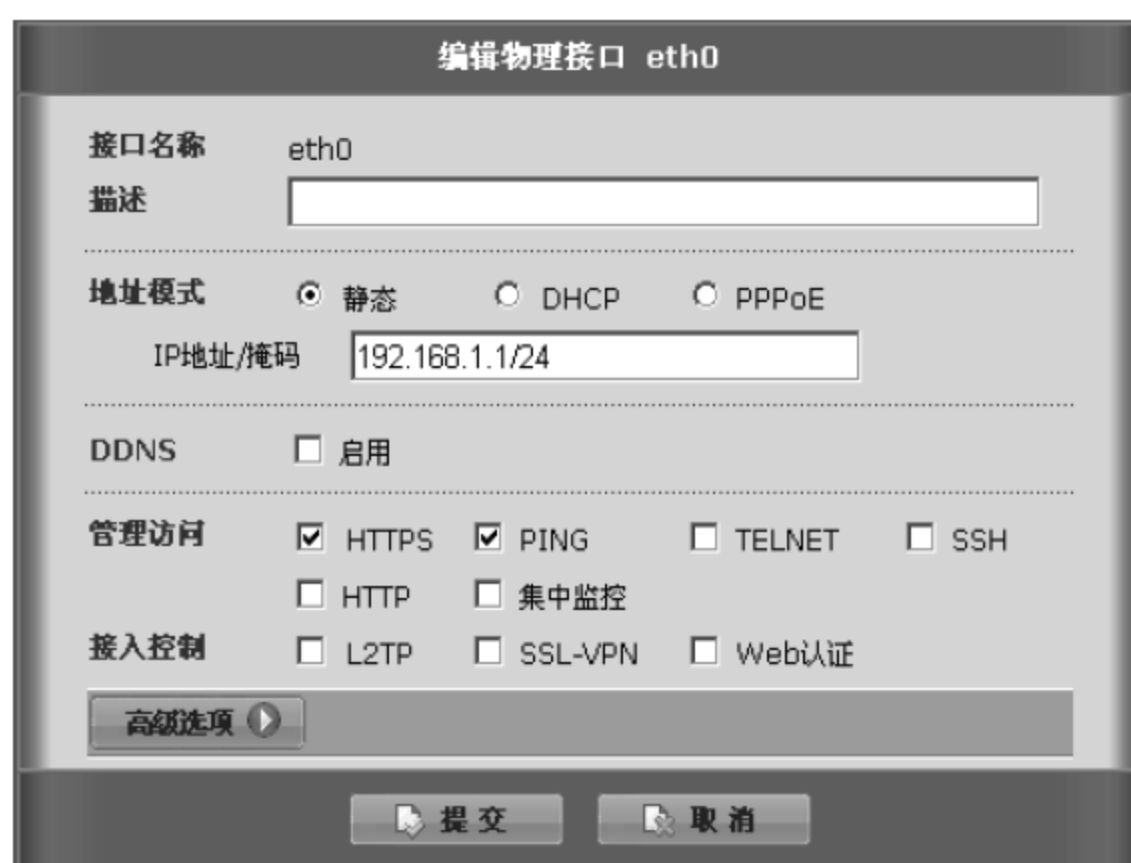 编辑物理接口 eth0
接口名称 eth0
描述
地址模式 静态 DHCP PPPoE
IP地址/掩码 192.168.1.1/24
DDNS 启用
管理访问 HTTPS PING TELNET SSH
HTTP 集中监控
接入控制 L2TP SSL-VPN Web认证
高级选项
提交 取消